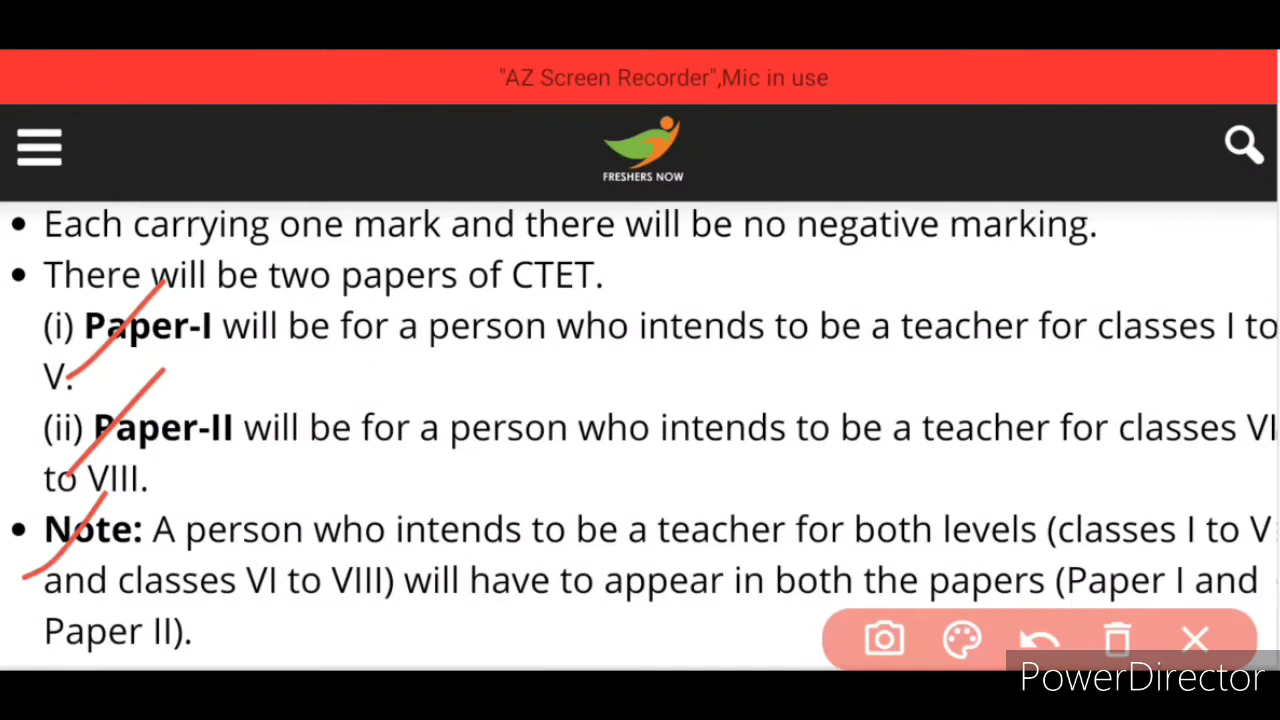 "AZ Screen Recorder",Mic in use
FRESHERS NOW
• Each carrying one mark and there will be no negative marking.
• There will be two papers of CTET.
(i) Paper-I will be for a person who intends to be a teacher for classes I to
V.
(ii) Paper-II will be for a person who intends to be a teacher for classes VI
to VIII.
• Note: A person who intends to be a teacher for both levels (classes I to V
and classes VI to VIII) will have to appear in both the papers (Paper I and
Paper II).
PowerDirector